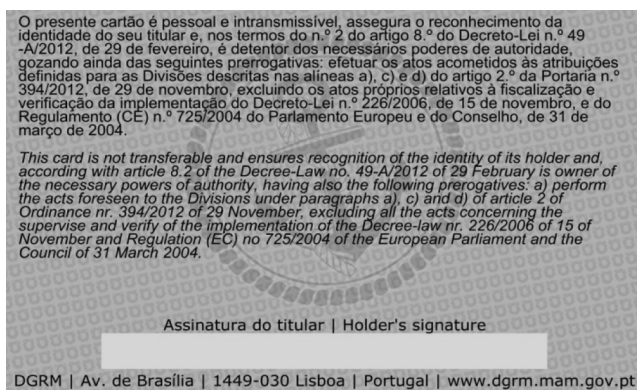 O presente cartão é pessoal e intransmissível, assegura o reconhecimento da
identidade do seu titular e, nos termos do n.º 2 do artigo 8.º do Decreto-Lei n.º 49
-A/2012, de 29 de fevereiro, é detentor dos necessários poderes de autoridade,
gozando ainda das seguintes prerrogativas: efetuar os atos acometidos às atribuições
definidas para as Divisões descritas nas alíneas a), c) e d) do artigo 2.º da Portaria n.º
394/2012, de 29 de novembro, excluindo os atos próprios relativos à fiscalização e
verificação da implementação do Decreto-Lei n.º 226/2006, de 15 de novembro, e do
Regulamento (CE) n.º 725/2004 do Parlamento Europeu e do Conselho, de 31 de
março de 2004.
This card is not transferable and ensures recognition of the identity of its holder and,
according with article 8.2 of the Decree-Law no. 49-A/2012 of 29 February is owner of
the necessary powers of authority, having also the following prerogatives: a) perform
the acts foreseen to the Divisions under paragraphs a), c) and d) of article 2 of
Ordinance nr. 394/2012 of 29 November, excluding all the acts concerning the
supervise and verify of the implementation of the Decree-law nr. 226/2006 of 15 of
November and Regulation (EC) no 725/2004 of the European Parliament and the
Council of 31 March 2004.
Assinatura do titular | Holder's signature
DGRM | Av. de Brasília | 1449-030 Lisboa | Portugal | www.dgrm.mam.gov.pt